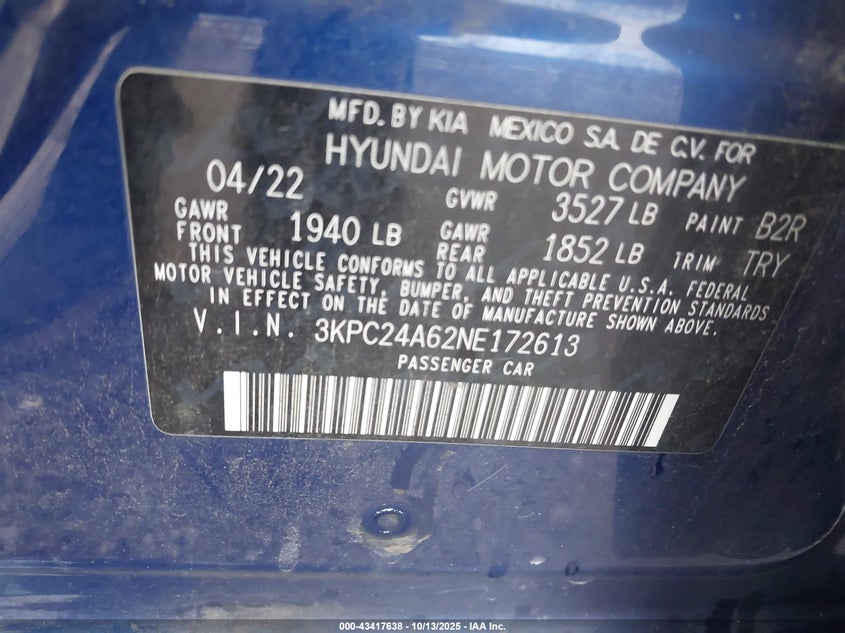 MFD. BY KIA MEXICO S.A. DE C.V. FOR
HYUNDAI MOTOR COMPANY
04/22 GVWR 3527 LB PAINT B2R
GAWR FRONT 1940 LB GAWR REAR 1852 LB TRIM TRY
THIS VEHICLE CONFORMS TO ALL APPLICABLE U.S.A. FEDERAL
MOTOR VEHICLE SAFETY, BUMPER, AND THEFT PREVENTION STANDARDS
IN EFFECT ON THE DATE OF MANUFACTURE SHOWN ABOVE.
V.I.N. 3KPC24A62NE172613
PASSENGER CAR
000-43417638 - 10/13/2025 - IAA Inc.